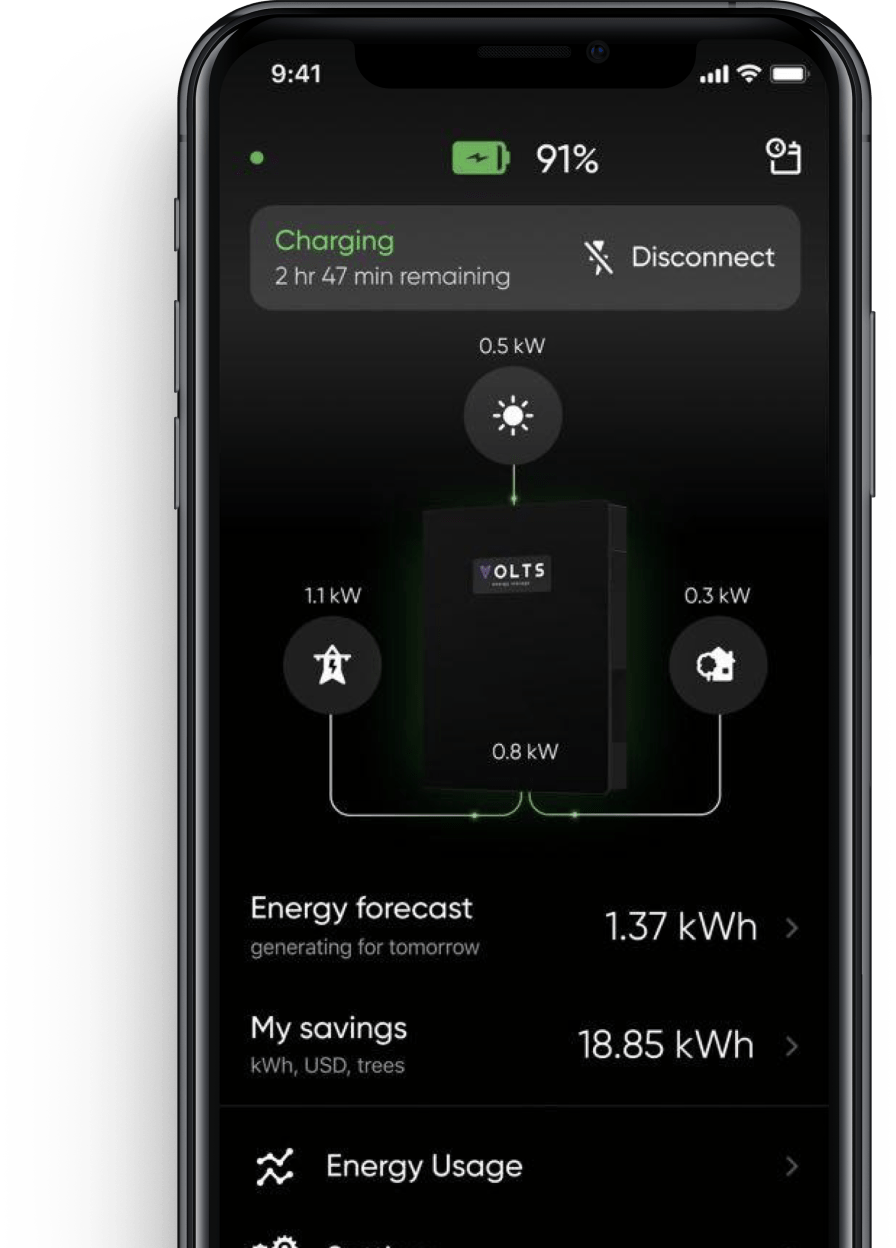 9:41
91%
Charging
2 hr 47 min remaining
Disconnect
0.5 kW
VOLTS
energy storage
1.1 kW
0.3 kW
0.8 kW
Energy forecast
generating for tomorrow
1.37 kWh
My savings
kWh, USD, trees
18.85 kWh
Energy Usage